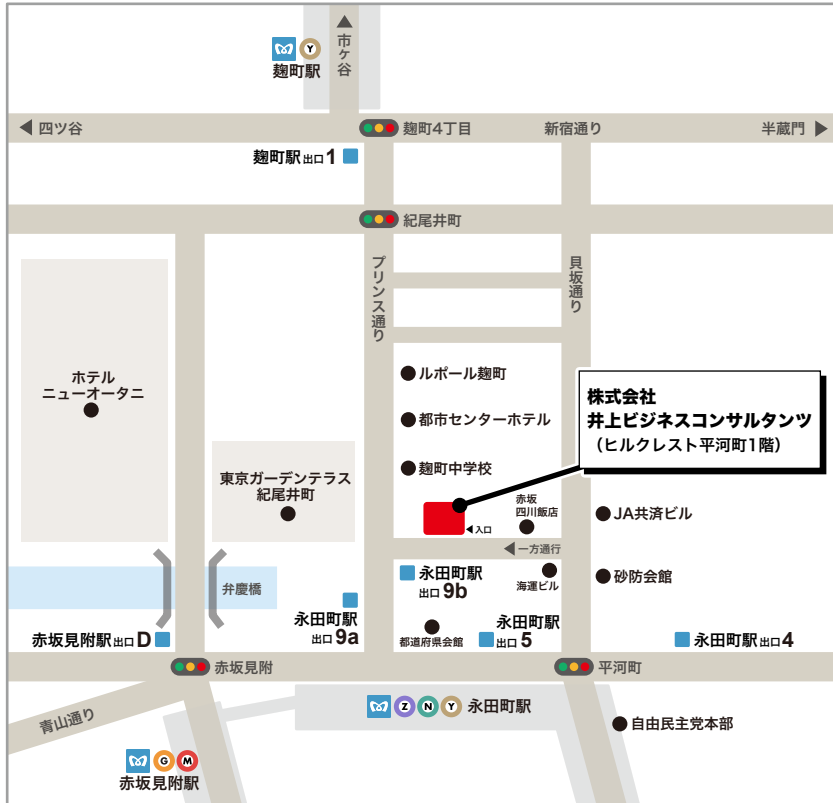 市ヶ谷
Y
麹町駅
四ツ谷
麹町4丁目
新宿通り
半蔵門
麹町駅出口1
紀尾井町
プリンス通り
貝坂通り
ホテル
ニューオータニ
ルポール麹町
都市センターホテル
麹町中学校
株式会社
井上ビジネスコンサルタンツ
（ヒルクレスト平河町1階）
東京ガーデンテラス
紀尾井町
赤坂
四川飯店
入口
JA共済ビル
一方通行
弁慶橋
永田町駅
出口9b
海運ビル
砂防会館
永田町駅
出口9a
赤坂見附駅出口D
都道府県会館
永田町駅
出口5
永田町駅出口4
赤坂見附
平河町
Z N Y 永田町駅
青山通り
自由民主党本部
G M
赤坂見附駅